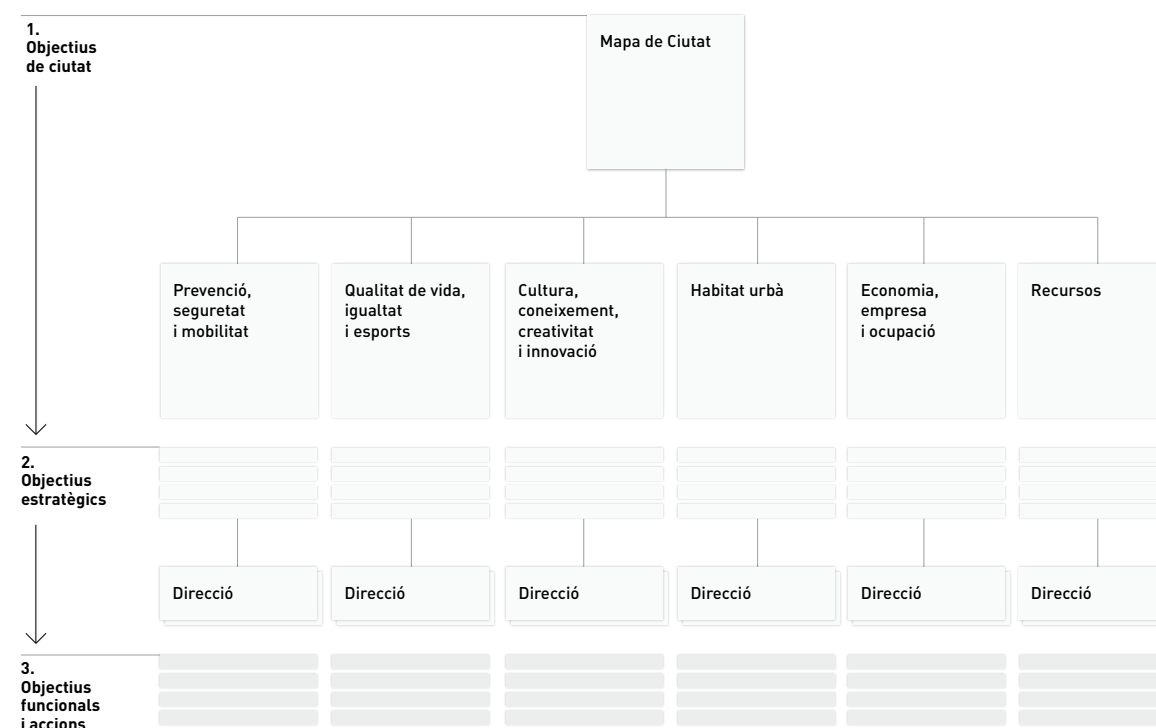 1.
Objectius
de ciutat
Mapa de Ciutat
Prevenció,
seguretat
i mobilitat
Qualitat de vida,
igualtat
i esports
Cultura,
coneixement,
creativitat
i innovació
Habitat urbà
Economia,
empresa
i ocupació
Recursos
2.
Objectius
estratègics
Direcció
Direcció
Direcció
Direcció
Direcció
Direcció
3.
Objectius
funcionals
i accions